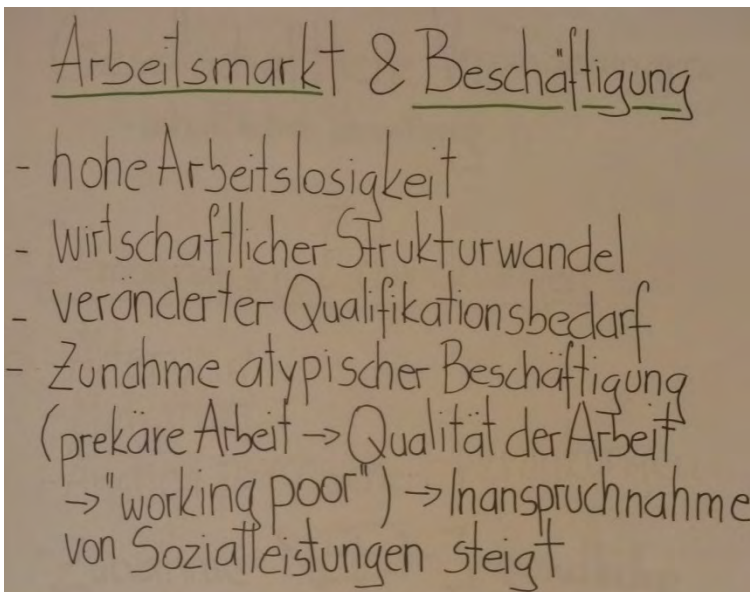 Arbeitsmarkt & Beschäftigung
- hohe Arbeitslosigkeit
- wirtschaftlicher Strukturwandel
- veränderter Qualifikationsbedarf
- Zunahme atypischer Beschäftigung
(prekäre Arbeit → Qualität der Arbeit
→ "working poor") → Inanspruchnahme
von Sozialleistungen steigt